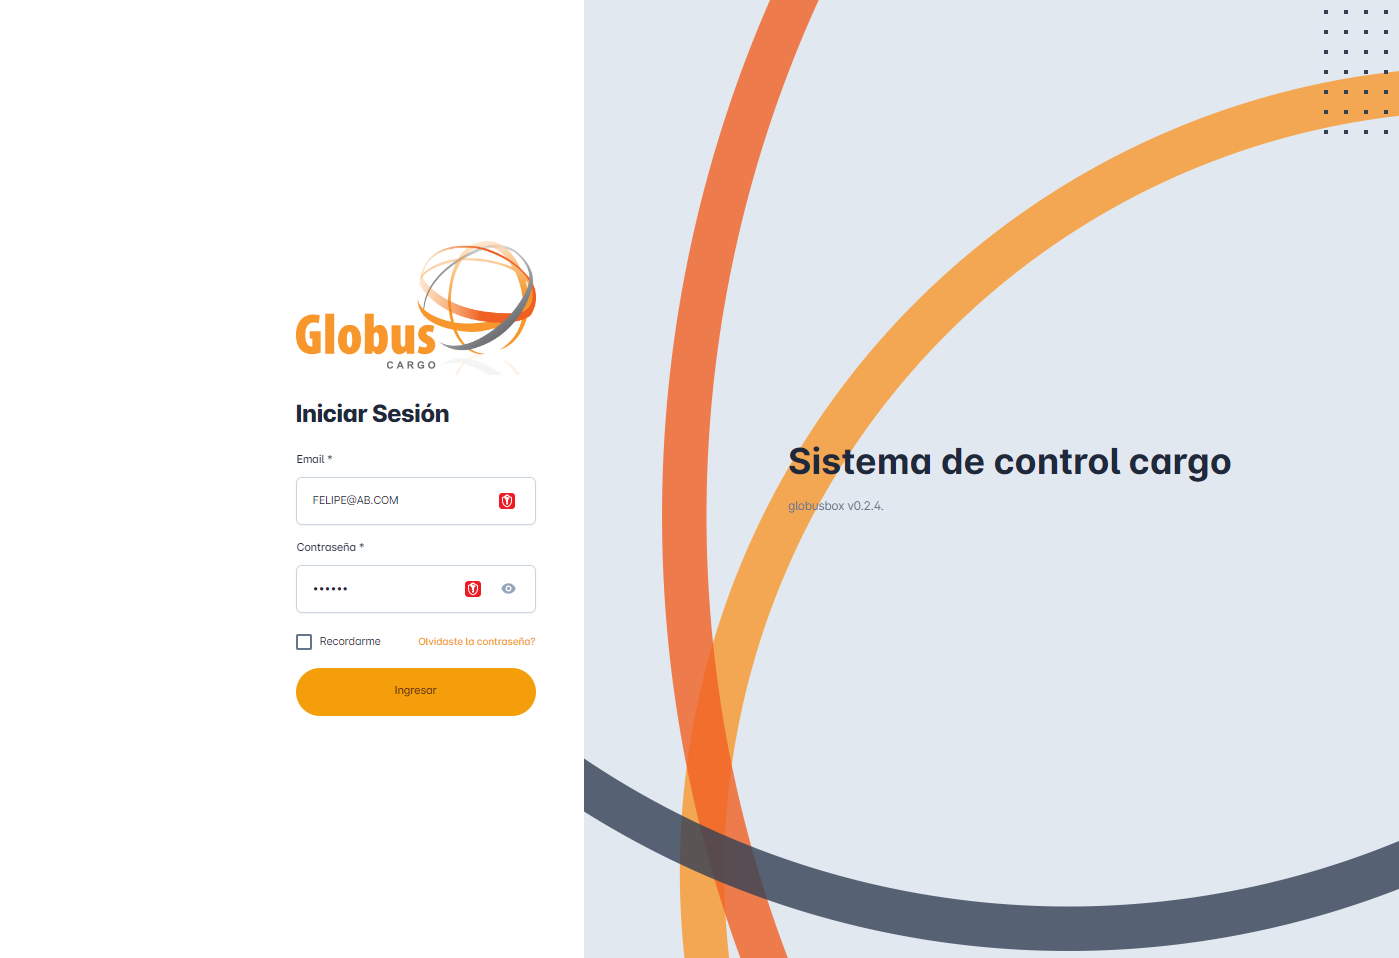 Globus
CARGO
Iniciar Sesión
Email *
FELIPE@AB.COM
Contraseña *
••••••
Recordarme
Olvidaste la contraseña?
Ingresar
Sistema de control cargo
globusbox v0.2.4.